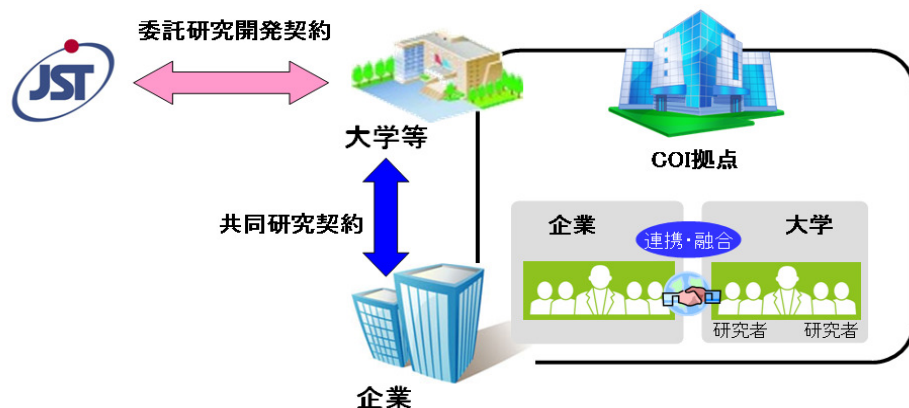 委託研究開発契約
JST
大学等
COI拠点
共同研究契約
企業
大学
連携・融合
研究者
研究者
企業